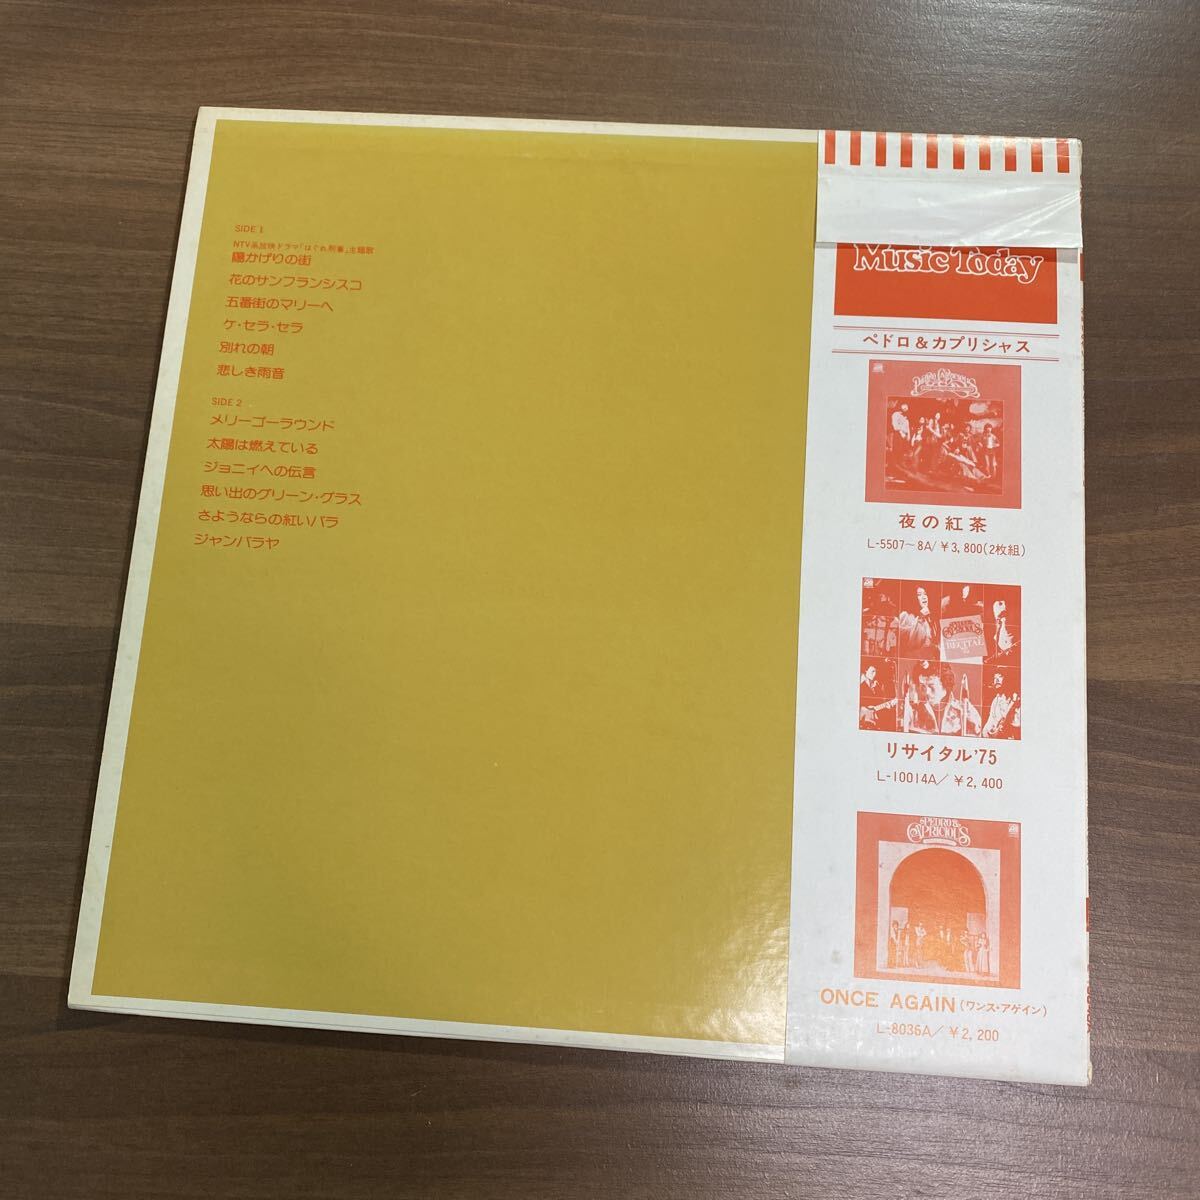 SIDE 1
NTV系放映ドラマ「はぐれ刑事」主題歌
陽かげりの街
花のサンフランシスコ
五番街のマリーへ
ケ・セラ・セラ
別れの朝
悲しき雨音
SIDE 2
メリーゴーラウンド
太陽は燃えている
ジョニィへの伝言
思い出のグリーン・グラス
さようならの紅いバラ
ジャンバラヤ
Music Today
ペドロ&カプリシャス
PEDRO & CAPRICIOUS
夜の紅茶
L-5507~8A/¥3,800(2枚組)
CAPRICIOUS
RECITAL
リサイタル'75
L-10014A/¥2,400
PEDRO &
CAPRICIOUS
ONCE AGAIN(ワンス・アゲイン)
L-8036A/¥2,200